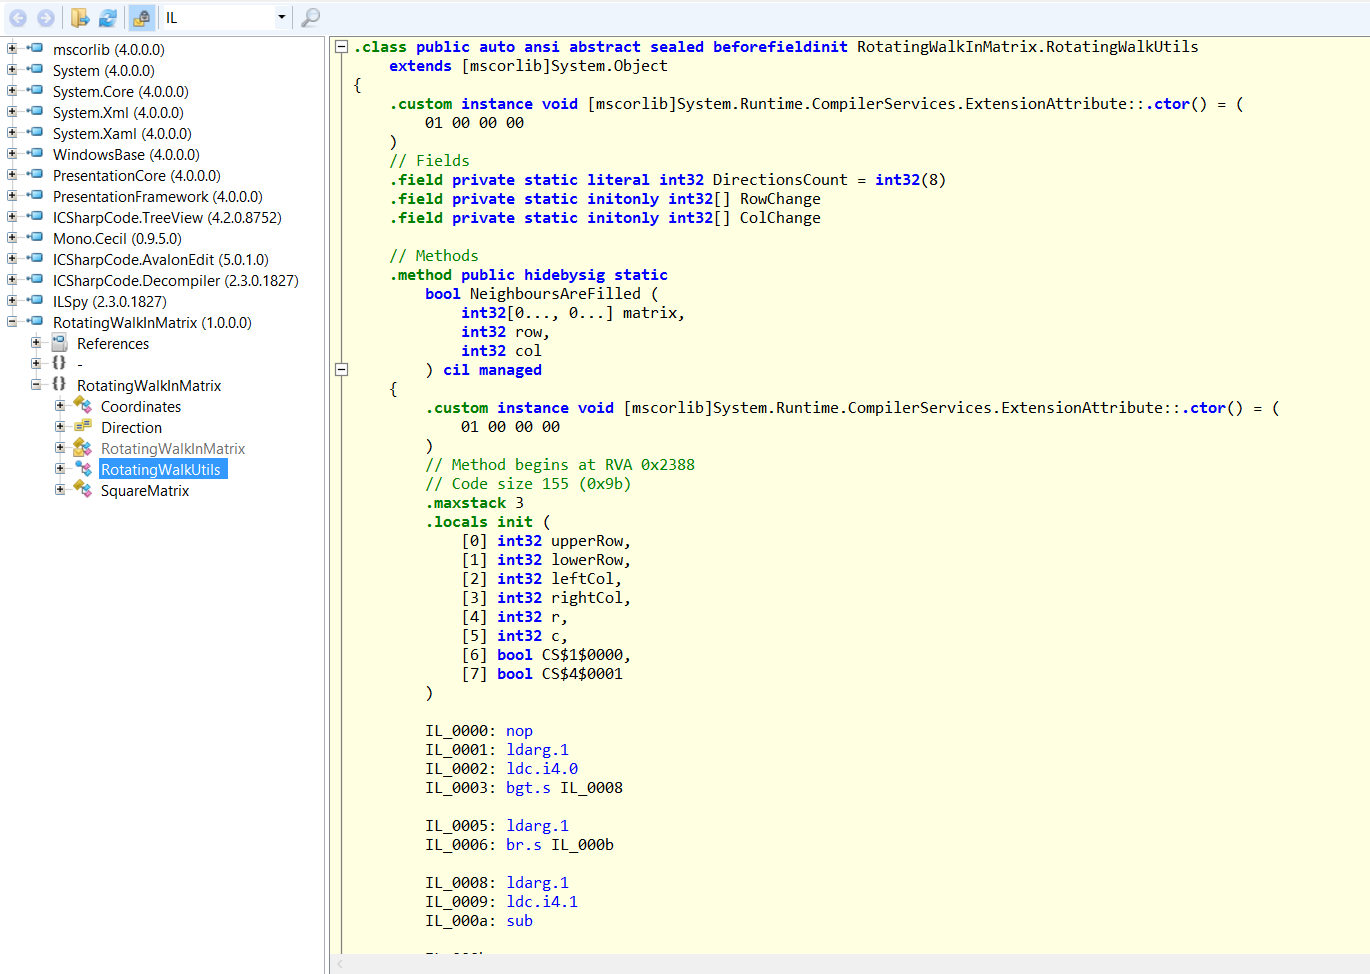 IL
mscorlib (4.0.0.0)
System (4.0.0.0)
System.Core (4.0.0.0)
System.Xml (4.0.0.0)
System.Xaml (4.0.0.0)
WindowsBase (4.0.0.0)
PresentationCore (4.0.0.0)
PresentationFramework (4.0.0.0)
ICSharpCode.TreeView (4.2.0.8752)
Mono.Cecil (0.9.5.0)
ICSharpCode.AvalonEdit (5.0.1.0)
ICSharpCode.Decompiler (2.3.0.1827)
ILSpy (2.3.0.1827)
RotatingWalkInMatrix (1.0.0.0)
References
{} -
{} RotatingWalkInMatrix
Coordinates
Direction
RotatingWalkInMatrix
RotatingWalkUtils
SquareMatrix
.class public auto ansi abstract sealed beforefieldinit RotatingWalkInMatrix.RotatingWalkUtils
extends [mscorlib]System.Object
{
.custom instance void [mscorlib]System.Runtime.CompilerServices.ExtensionAttribute::.ctor() = (
01 00 00 00
)
// Fields
.field private static literal int32 DirectionsCount = int32(8)
.field private static initonly int32[] RowChange
.field private static initonly int32[] ColChange
// Methods
.method public hidebysig static
bool NeighboursAreFilled (
int32[0..., 0...] matrix,
int32 row,
int32 col
) cil managed
{
.custom instance void [mscorlib]System.Runtime.CompilerServices.ExtensionAttribute::.ctor() = (
01 00 00 00
)
// Method begins at RVA 0x2388
// Code size 155 (0x9b)
.maxstack 3
.locals init (
[0] int32 upperRow,
[1] int32 lowerRow,
[2] int32 leftCol,
[3] int32 rightCol,
[4] int32 r,
[5] int32 c,
[6] bool CS$1$0000,
[7] bool CS$4$0001
)
IL_0000: nop
IL_0001: ldarg.1
IL_0002: ldc.i4.0
IL_0003: bgt.s IL_0008
IL_0005: ldarg.1
IL_0006: br.s IL_000b
IL_0008: ldarg.1
IL_0009: ldc.i4.1
IL_000a: sub